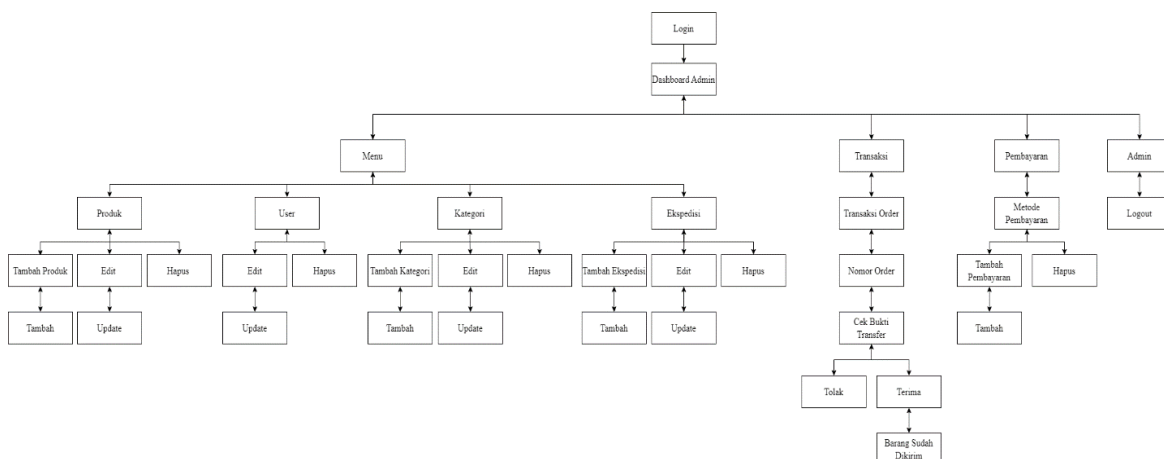 Login
Dashboard Admin
Menu
Transaksi
Pembayaran
Admin
Produk
User
Kategori
Ekspedisi
Transaksi Order
Metode
Pembayaran
Logout
Tambah Produk
Edit
Hapus
Edit
Hapus
Tambah Kategori
Edit
Hapus
Tambah Ekspedisi
Edit
Hapus
Nomor Order
Tambah
Pembayaran
Hapus
Tambah
Update
Update
Tambah
Update
Tambah
Update
Cek Bukti
Transfer
Tambah
Tolak
Terima
Barang Sudah
Dikirim